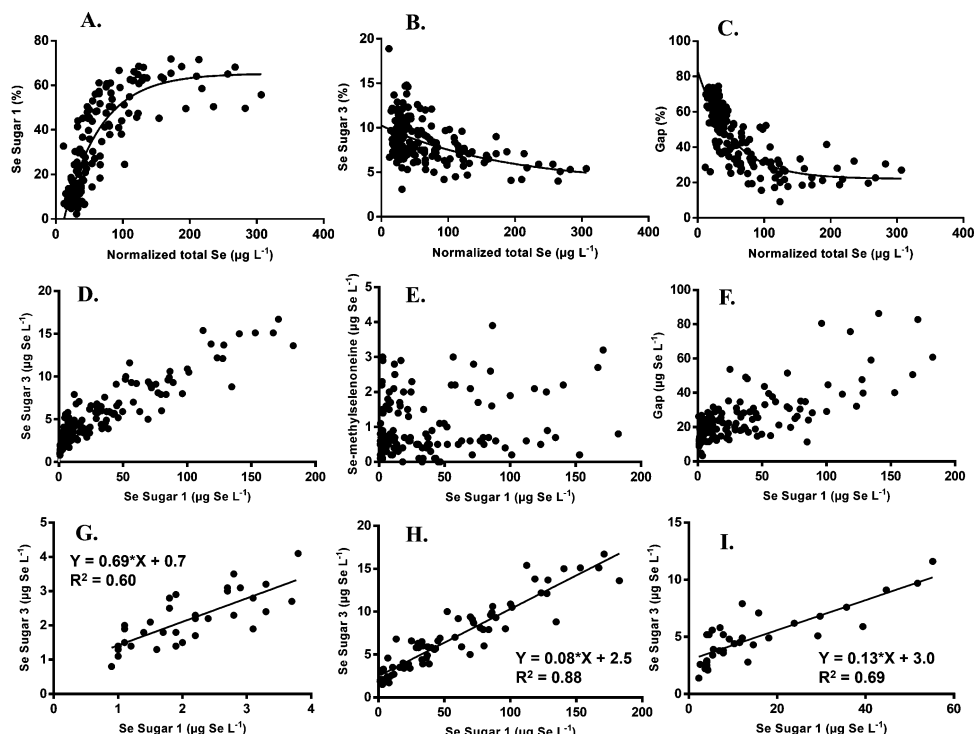 A.
Se Sugar 1 (%)
80
60
40
20
0
0 100 200 300 400
Normalized total Se (µg L⁻¹)
B.
Se Sugar 3 (%)
20
15
10
5
0
0 100 200 300 400
Normalized total Se (µg L⁻¹)
C.
Gap (%)
100
80
60
40
20
0
0 100 200 300 400
Normalized total Se (µg L⁻¹)
D.
Se Sugar 3 (µg Se L⁻¹)
20
15
10
5
0
0 50 100 150 200
Se Sugar 1 (µg Se L⁻¹)
E.
Se-methylselenoneine (µg Se L⁻¹)
5
4
3
2
1
0
0 50 100 150 200
Se Sugar 1 (µg Se L⁻¹)
F.
Gap (µg Se L⁻¹)
100
80
60
40
20
0
0 50 100 150 200
Se Sugar 1 (µg Se L⁻¹)
G.
Y = 0.69*X + 0.7
R² = 0.60
Se Sugar 3 (µg Se L⁻¹)
5
4
3
2
1
0
0 1 2 3 4
Se Sugar 1 (µg Se L⁻¹)
H.
Y = 0.08*X + 2.5
R² = 0.88
Se Sugar 3 (µg Se L⁻¹)
20
15
10
5
0
0 50 100 150 200
Se Sugar 1 (µg Se L⁻¹)
I.
Y = 0.13*X + 3.0
R² = 0.69
Se Sugar 3 (µg Se L⁻¹)
15
10
5
0
0 20 40 60
Se Sugar 1 (µg Se L⁻¹)